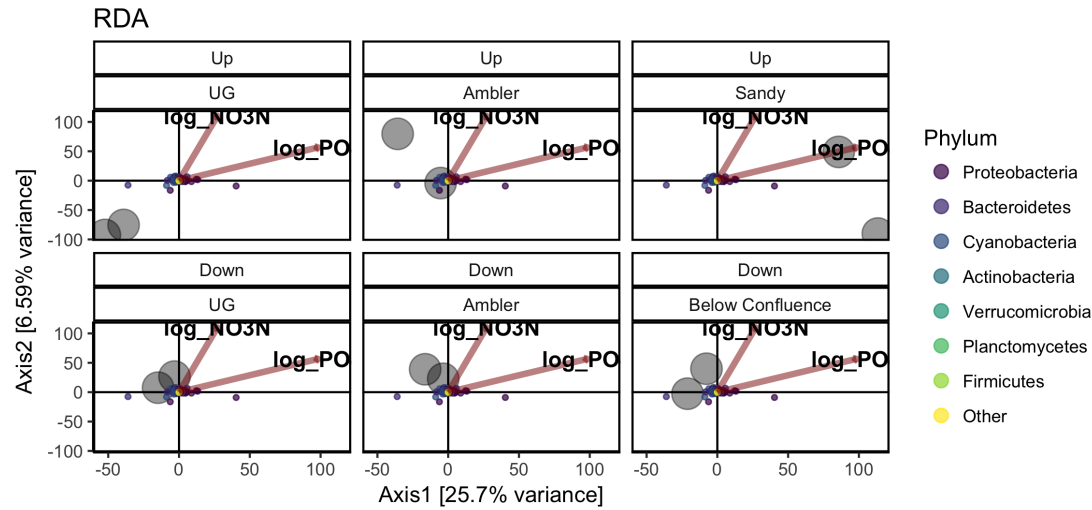 RDA
Up
Up
Up
UG
Ambler
Sandy
log_NO3N
log_NO3N
log_NO3N
log_PO
log_PO
log_PO
100
50
0
-50
-100
Down
Down
Down
UG
Ambler
Below Confluence
log_NO3N
log_NO3N
log_NO3N
log_PO
log_PO
log_PO
100
50
0
-50
-100
-50 0 50 100
-50 0 50 100
-50 0 50 100
Axis1 [25.7% variance]
Axis2 [6.59% variance]
Phylum
Proteobacteria
Bacteroidetes
Cyanobacteria
Actinobacteria
Verrucomicrobia
Planctomycetes
Firmicutes
Other